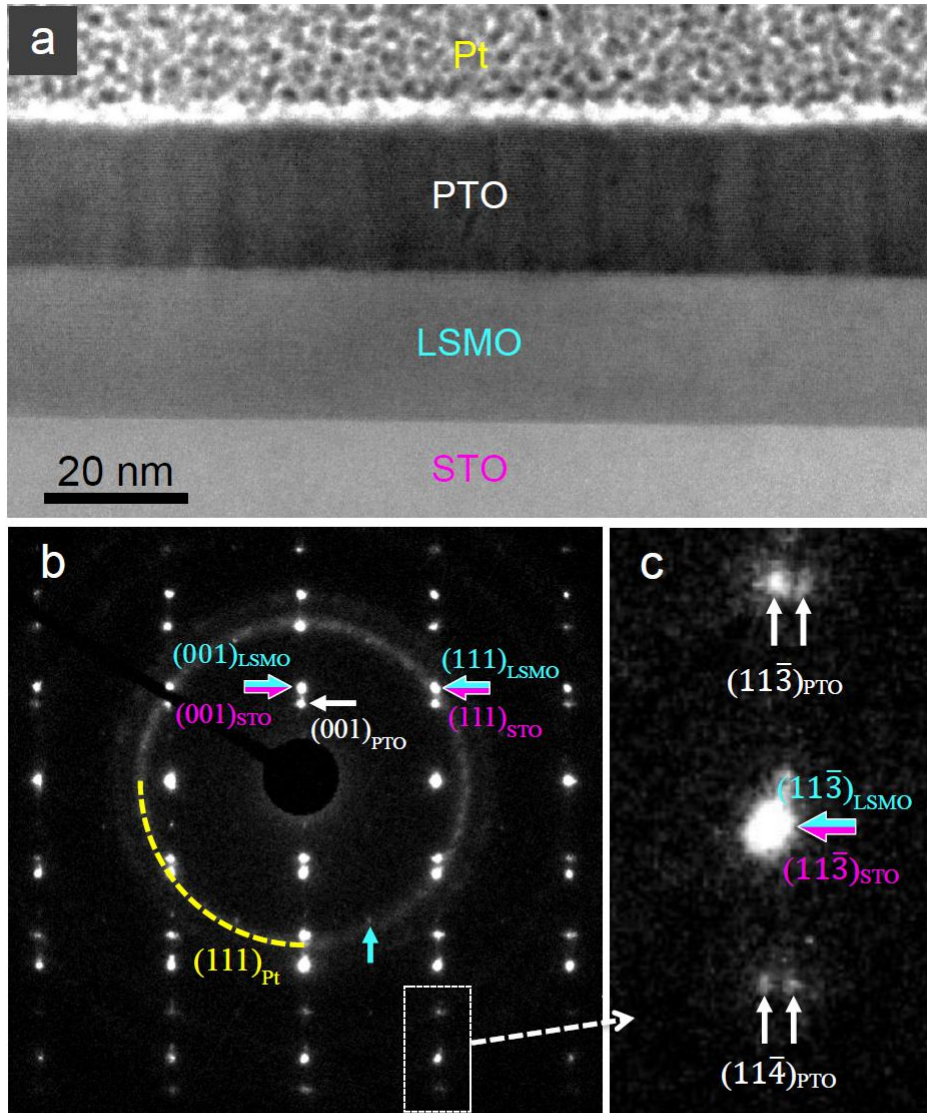 a
Pt
PTO
LSMO
STO
20 nm
b
(001)LSMO
(001)STO
(001)PTO
(111)LSMO
(111)STO
(111)Pt
c
(113̅)PTO
(113̅)LSMO
(113̅)STO
(114̅)PTO